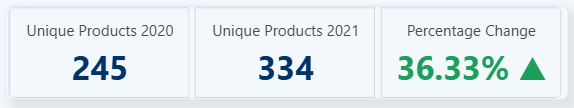 Unique Products 2020
245
Unique Products 2021
334
Percentage Change
36.33% ▲